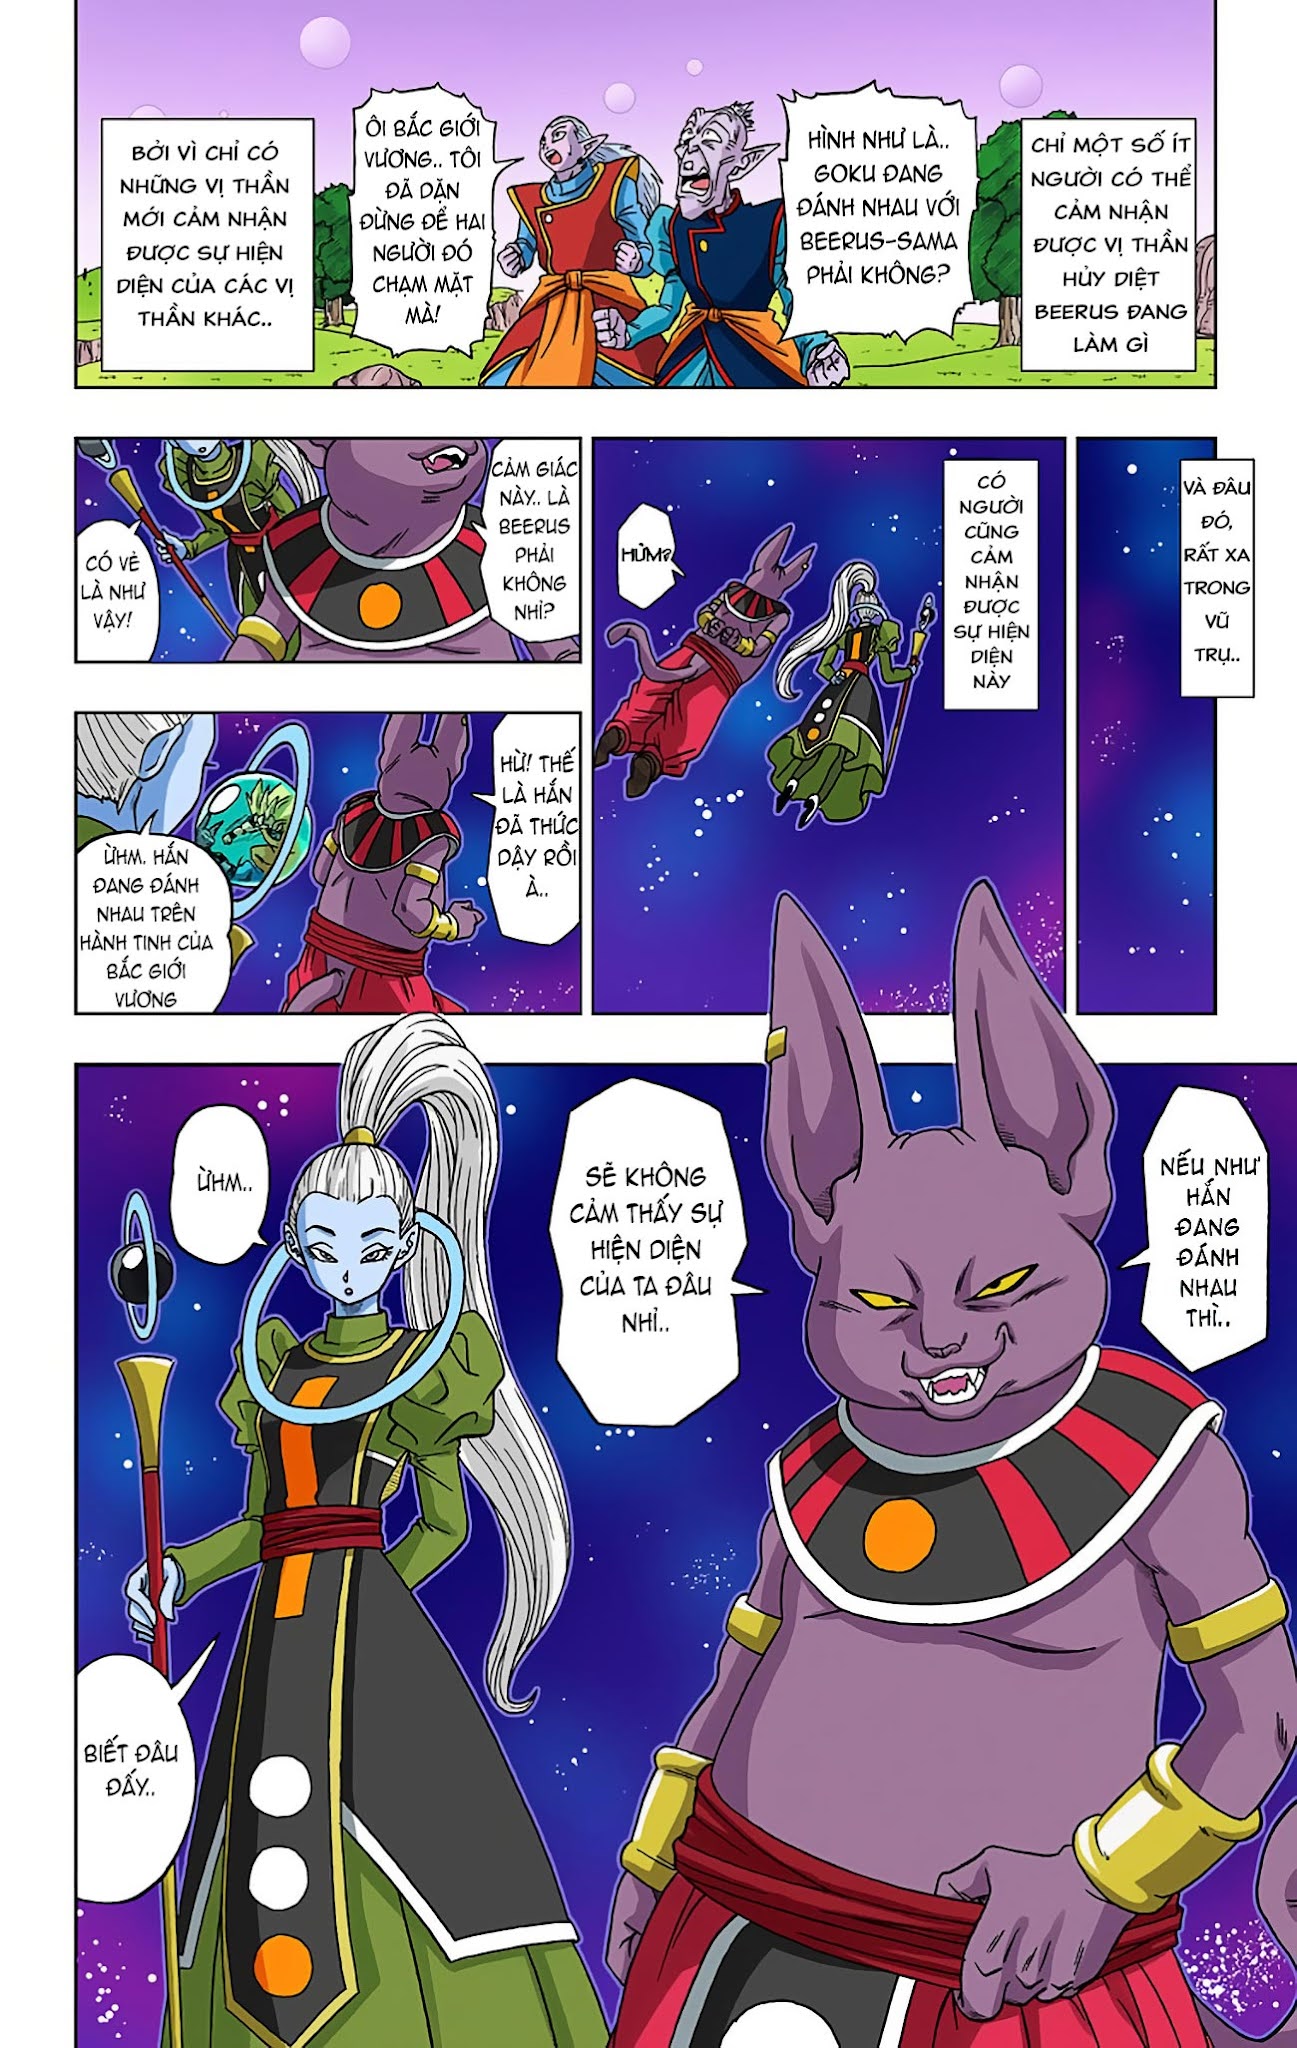 CHỈ MỘT SỐ ÍT
NGƯỜI CÓ THỂ
CẢM NHẬN
ĐƯỢC VỊ THẦN
HỦY DIỆT
BEERUS ĐANG
LÀM GÌ
HÌNH NHƯ LÀ..
GOKU ĐANG
ĐÁNH NHAU VỚI
BEERUS-SAMA
PHẢI KHÔNG?
ÔI BẮC GIỚI
VƯƠNG.. TÔI
ĐÃ DẶN
ĐỪNG ĐỂ HAI
NGƯỜI ĐÓ
CHẠM MẶT
MÀ!
BỞI VÌ CHỈ CÓ
NHỮNG VỊ THẦN
MỚI CẢM NHẬN
ĐƯỢC SỰ HIỆN
DIỆN CỦA CÁC VỊ
THẦN KHÁC..
VÀ ĐÂU
ĐÓ,
RẤT XA
TRONG
VŨ
TRỤ..
CÓ
NGƯỜI
CŨNG
CẢM
NHẬN
ĐƯỢC
SỰ HIỆN
DIỆN
NÀY
HỬM?
CẢM GIÁC
NÀY.. LÀ
BEERUS
PHẢI
KHÔNG
NHỈ?
CÓ VẺ
LÀ NHƯ
VẬY!
HỪ! THẾ
LÀ HẮN
ĐÃ THỨC
DẬY RỒI
À..
ỪHM. HẮN
ĐANG ĐÁNH
NHAU TRÊN
HÀNH TINH CỦA
BẮC GIỚI
VƯƠNG
NẾU NHƯ
HẮN
ĐANG
ĐÁNH
NHAU
THÌ..
SẼ KHÔNG
CẢM THẤY SỰ
HIỆN DIỆN
CỦA TA ĐÂU
NHỈ..
ỪHM..
BIẾT ĐÂU
ĐẤY..